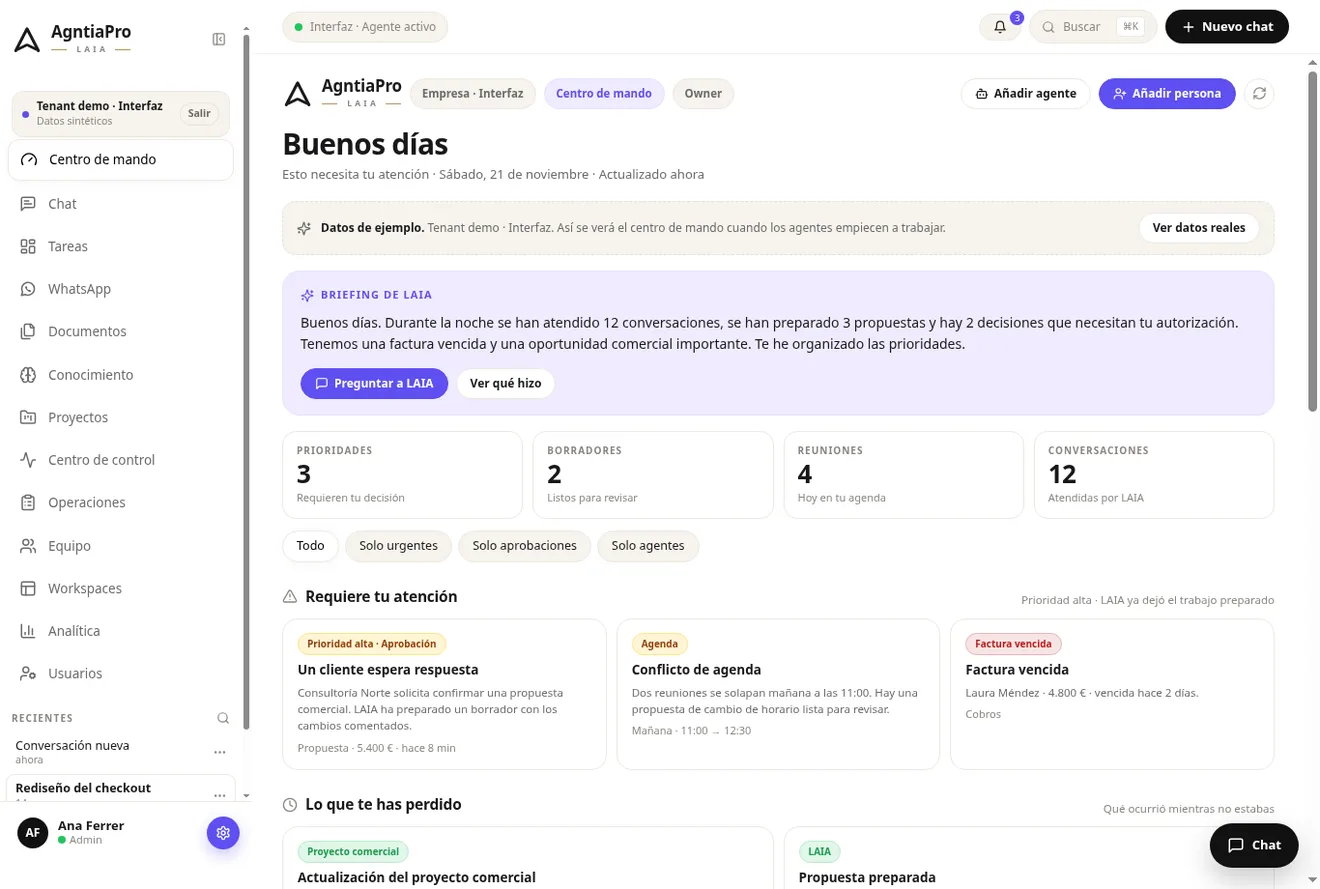 AgntiaPro
LAIA
Tenant demo · Interfaz
Datos sintéticos
Salir
Centro de mando
Chat
Tareas
WhatsApp
Documentos
Conocimiento
Proyectos
Centro de control
Operaciones
Equipo
Workspaces
Analítica
Usuarios
RECIENTES
Conversación nueva
ahora
Rediseño del checkout
AF
Ana Ferrer
Admin
Interfaz · Agente activo
3
Buscar
⌘K
Nuevo chat
AgntiaPro
LAIA
Empresa · Interfaz
Centro de mando
Owner
Añadir agente
Añadir persona
Buenos días
Esto necesita tu atención · Sábado, 21 de noviembre · Actualizado ahora
Datos de ejemplo. Tenant demo · Interfaz. Así se verá el centro de mando cuando los agentes empiecen a trabajar.
Ver datos reales
BRIEFING DE LAIA
Buenos días. Durante la noche se han atendido 12 conversaciones, se han preparado 3 propuestas y hay 2 decisiones que necesitan tu autorización.
Tenemos una factura vencida y una oportunidad comercial importante. Te he organizado las prioridades.
Preguntar a LAIA
Ver qué hizo
PRIORIDADES
3
Requieren tu decisión
BORRADORES
2
Listos para revisar
REUNIONES
4
Hoy en tu agenda
CONVERSACIONES
12
Atendidas por LAIA
Todo
Solo urgentes
Solo aprobaciones
Solo agentes
Requiere tu atención
Prioridad alta · LAIA ya dejó el trabajo preparado
Prioridad alta · Aprobación
Un cliente espera respuesta
Consultoría Norte solicita confirmar una propuesta
comercial. LAIA ha preparado un borrador con los
cambios comentados.
Propuesta · 5.400 € · hace 8 min
Agenda
Conflicto de agenda
Dos reuniones se solapan mañana a las 11:00. Hay una
propuesta de cambio de horario lista para revisar.
Mañana · 11:00 → 12:30
Factura vencida
Factura vencida
Laura Méndez · 4.800 € · vencida hace 2 días.
Cobros
Lo que te has perdido
Qué ocurrió mientras no estabas
Proyecto comercial
Actualización del proyecto comercial
LAIA
Propuesta preparada
Chat